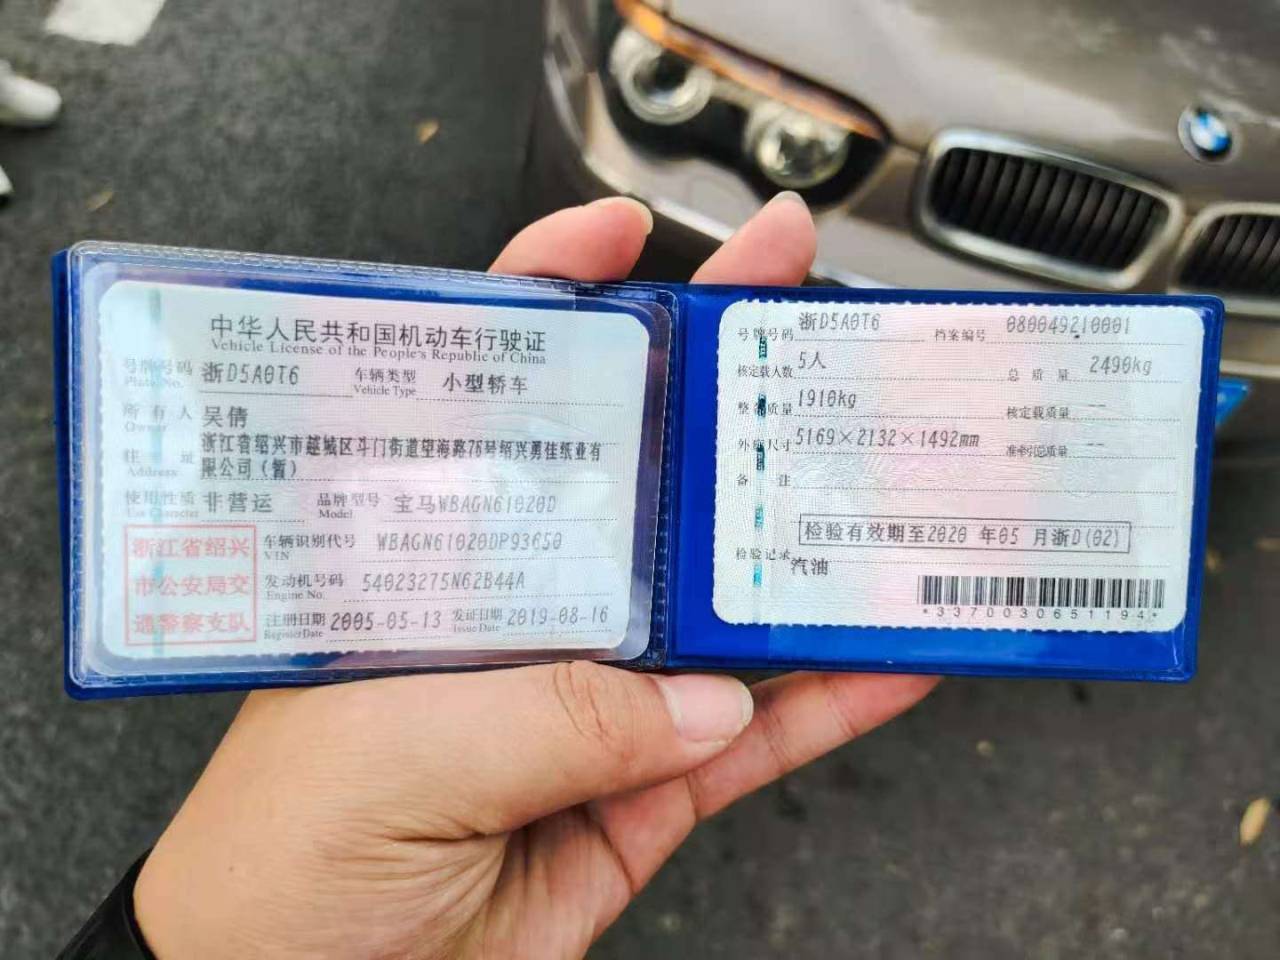 中华人民共和国机动车行驶证
Vehicle License of the People's Republic of China
号牌号码 浙D5A0T6 车辆类型 小型轿车
Plate No. Vehicle Type
所有人 吴倩
Owner
住址 浙江省绍兴市越城区斗门街道望海路75号绍兴勇佳纸业有
Address 限公司(暂)
使用性质 非营运 品牌型号 宝马WBAGN61020D
Use Character Model
浙江省绍兴
市公安局交
通警察支队
车辆识别代号 WBAGN61020DP93650
VIN
发动机号码 54023275N62B44A
Engine No.
注册日期 2005-05-13 发证日期 2019-08-16
Register Date Issue Date
号牌号码 浙D5A0T6 档案编号 080049210001
核定载人数 5人 总质量 2490kg
整备质量 1910kg 核定载质量 --
外廓尺寸 5169×2132×1492mm 准牵引总质量 --
备注
检验有效期至2020 年05 月浙D(02)
检验记录
汽油
*3370030651194*